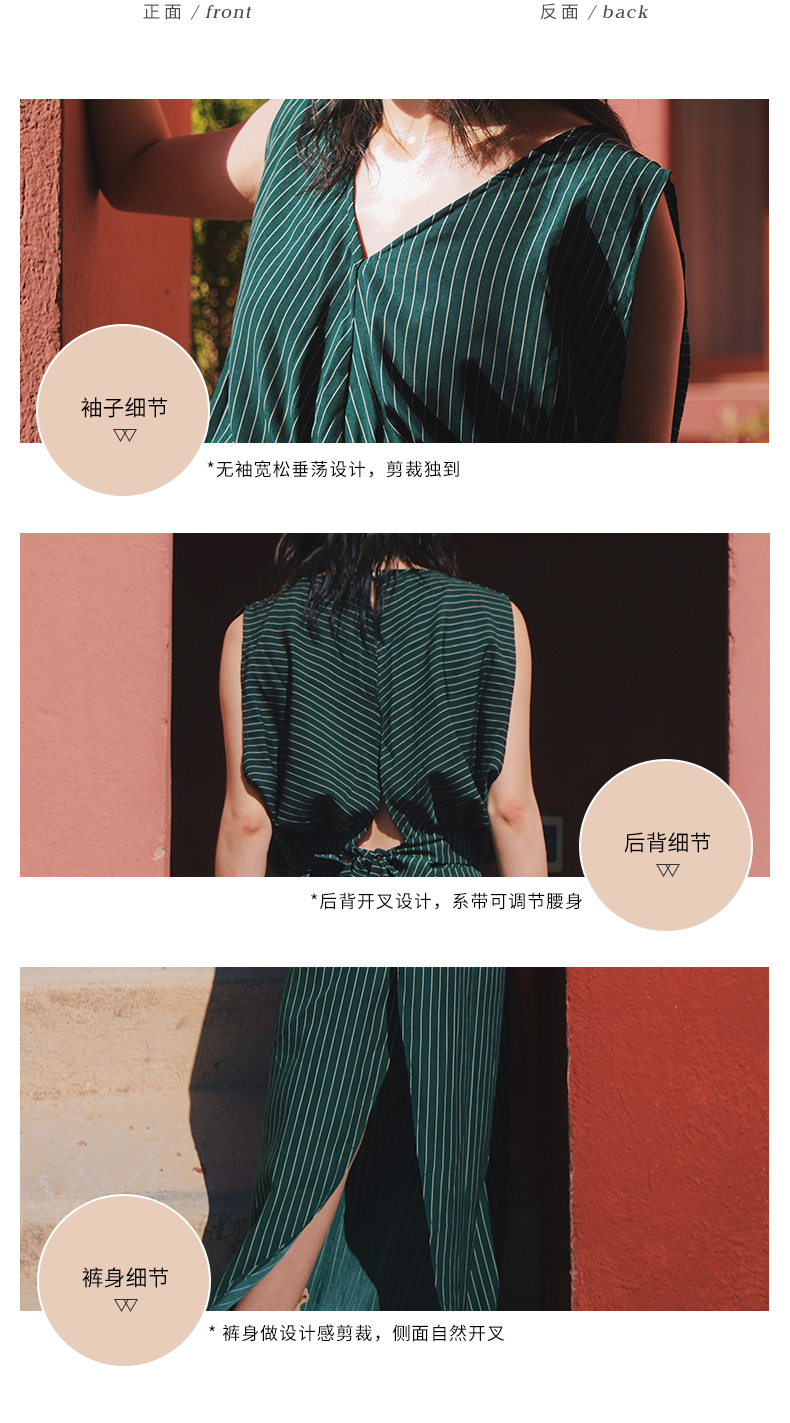 正面 / front
反面 / back
袖子细节
*无袖宽松垂荡设计，剪裁独到
后背细节
*后背开叉设计，系带可调节腰身
裤身细节
* 裤身做设计感剪裁，侧面自然开叉